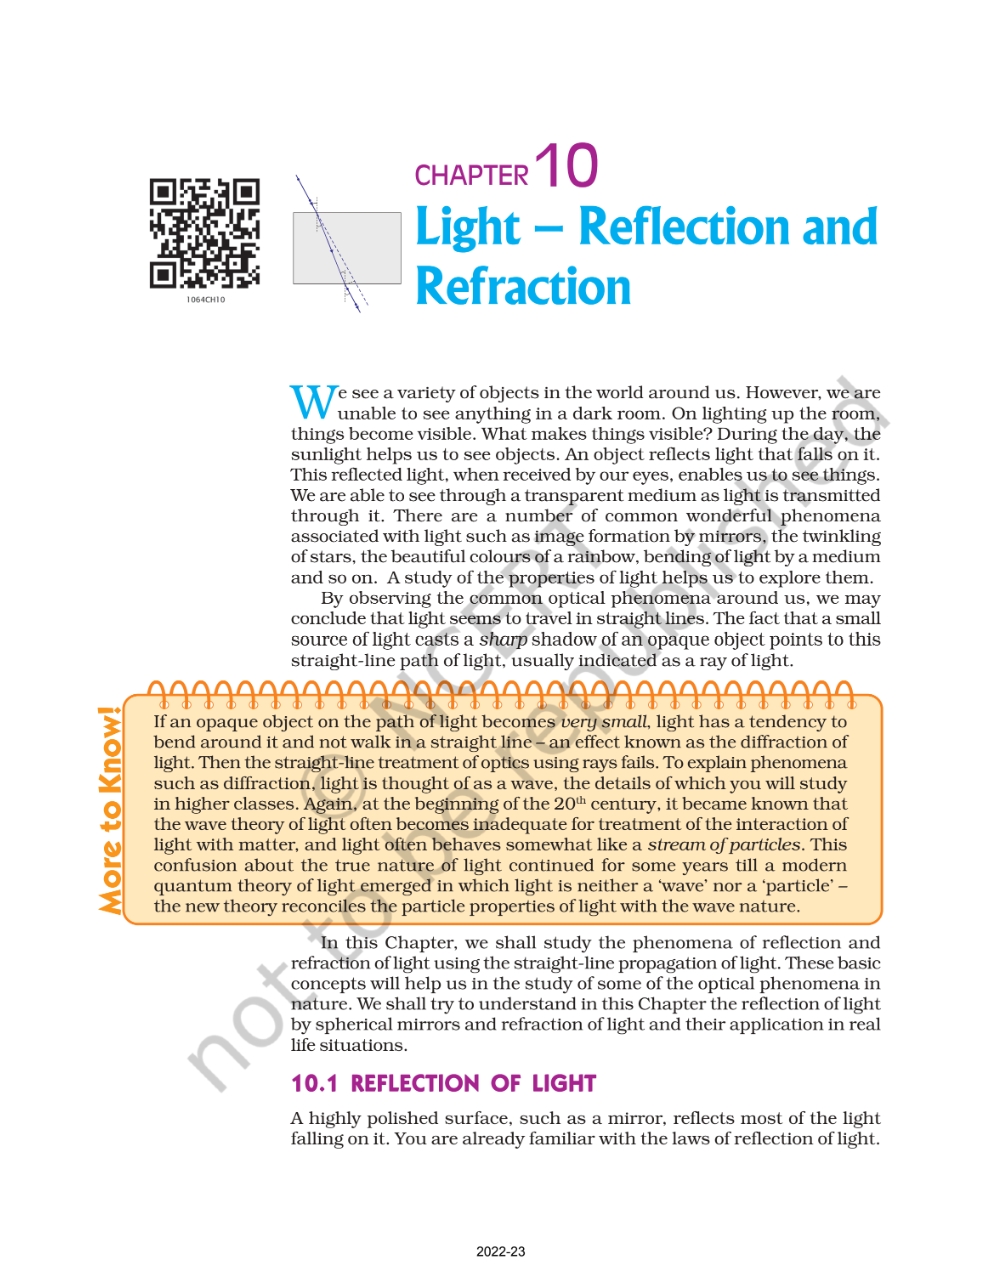 CHAPTER 10
Light – Reflection and
Refraction
1064CH10
We see a variety of objects in the world around us. However, we are
unable to see anything in a dark room. On lighting up the room,
things become visible. What makes things visible? During the day, the
sunlight helps us to see objects. An object reflects light that falls on it.
This reflected light, when received by our eyes, enables us to see things.
We are able to see through a transparent medium as light is transmitted
through it. There are a number of common wonderful phenomena
associated with light such as image formation by mirrors, the twinkling
of stars, the beautiful colours of a rainbow, bending of light by a medium
and so on. A study of the properties of light helps us to explore them.
By observing the common optical phenomena around us, we may
conclude that light seems to travel in straight lines. The fact that a small
source of light casts a sharp shadow of an opaque object points to this
straight-line path of light, usually indicated as a ray of light.
More to Know!
If an opaque object on the path of light becomes very small, light has a tendency to
bend around it and not walk in a straight line – an effect known as the diffraction of
light. Then the straight-line treatment of optics using rays fails. To explain phenomena
such as diffraction, light is thought of as a wave, the details of which you will study
in higher classes. Again, at the beginning of the 20th century, it became known that
the wave theory of light often becomes inadequate for treatment of the interaction of
light with matter, and light often behaves somewhat like a stream of particles. This
confusion about the true nature of light continued for some years till a modern
quantum theory of light emerged in which light is neither a ‘wave’ nor a ‘particle’ –
the new theory reconciles the particle properties of light with the wave nature.
In this Chapter, we shall study the phenomena of reflection and
refraction of light using the straight-line propagation of light. These basic
concepts will help us in the study of some of the optical phenomena in
nature. We shall try to understand in this Chapter the reflection of light
by spherical mirrors and refraction of light and their application in real
life situations.
10.1 REFLECTION OF LIGHT
A highly polished surface, such as a mirror, reflects most of the light
falling on it. You are already familiar with the laws of reflection of light.
© NCERT
not to be republished
2022-23